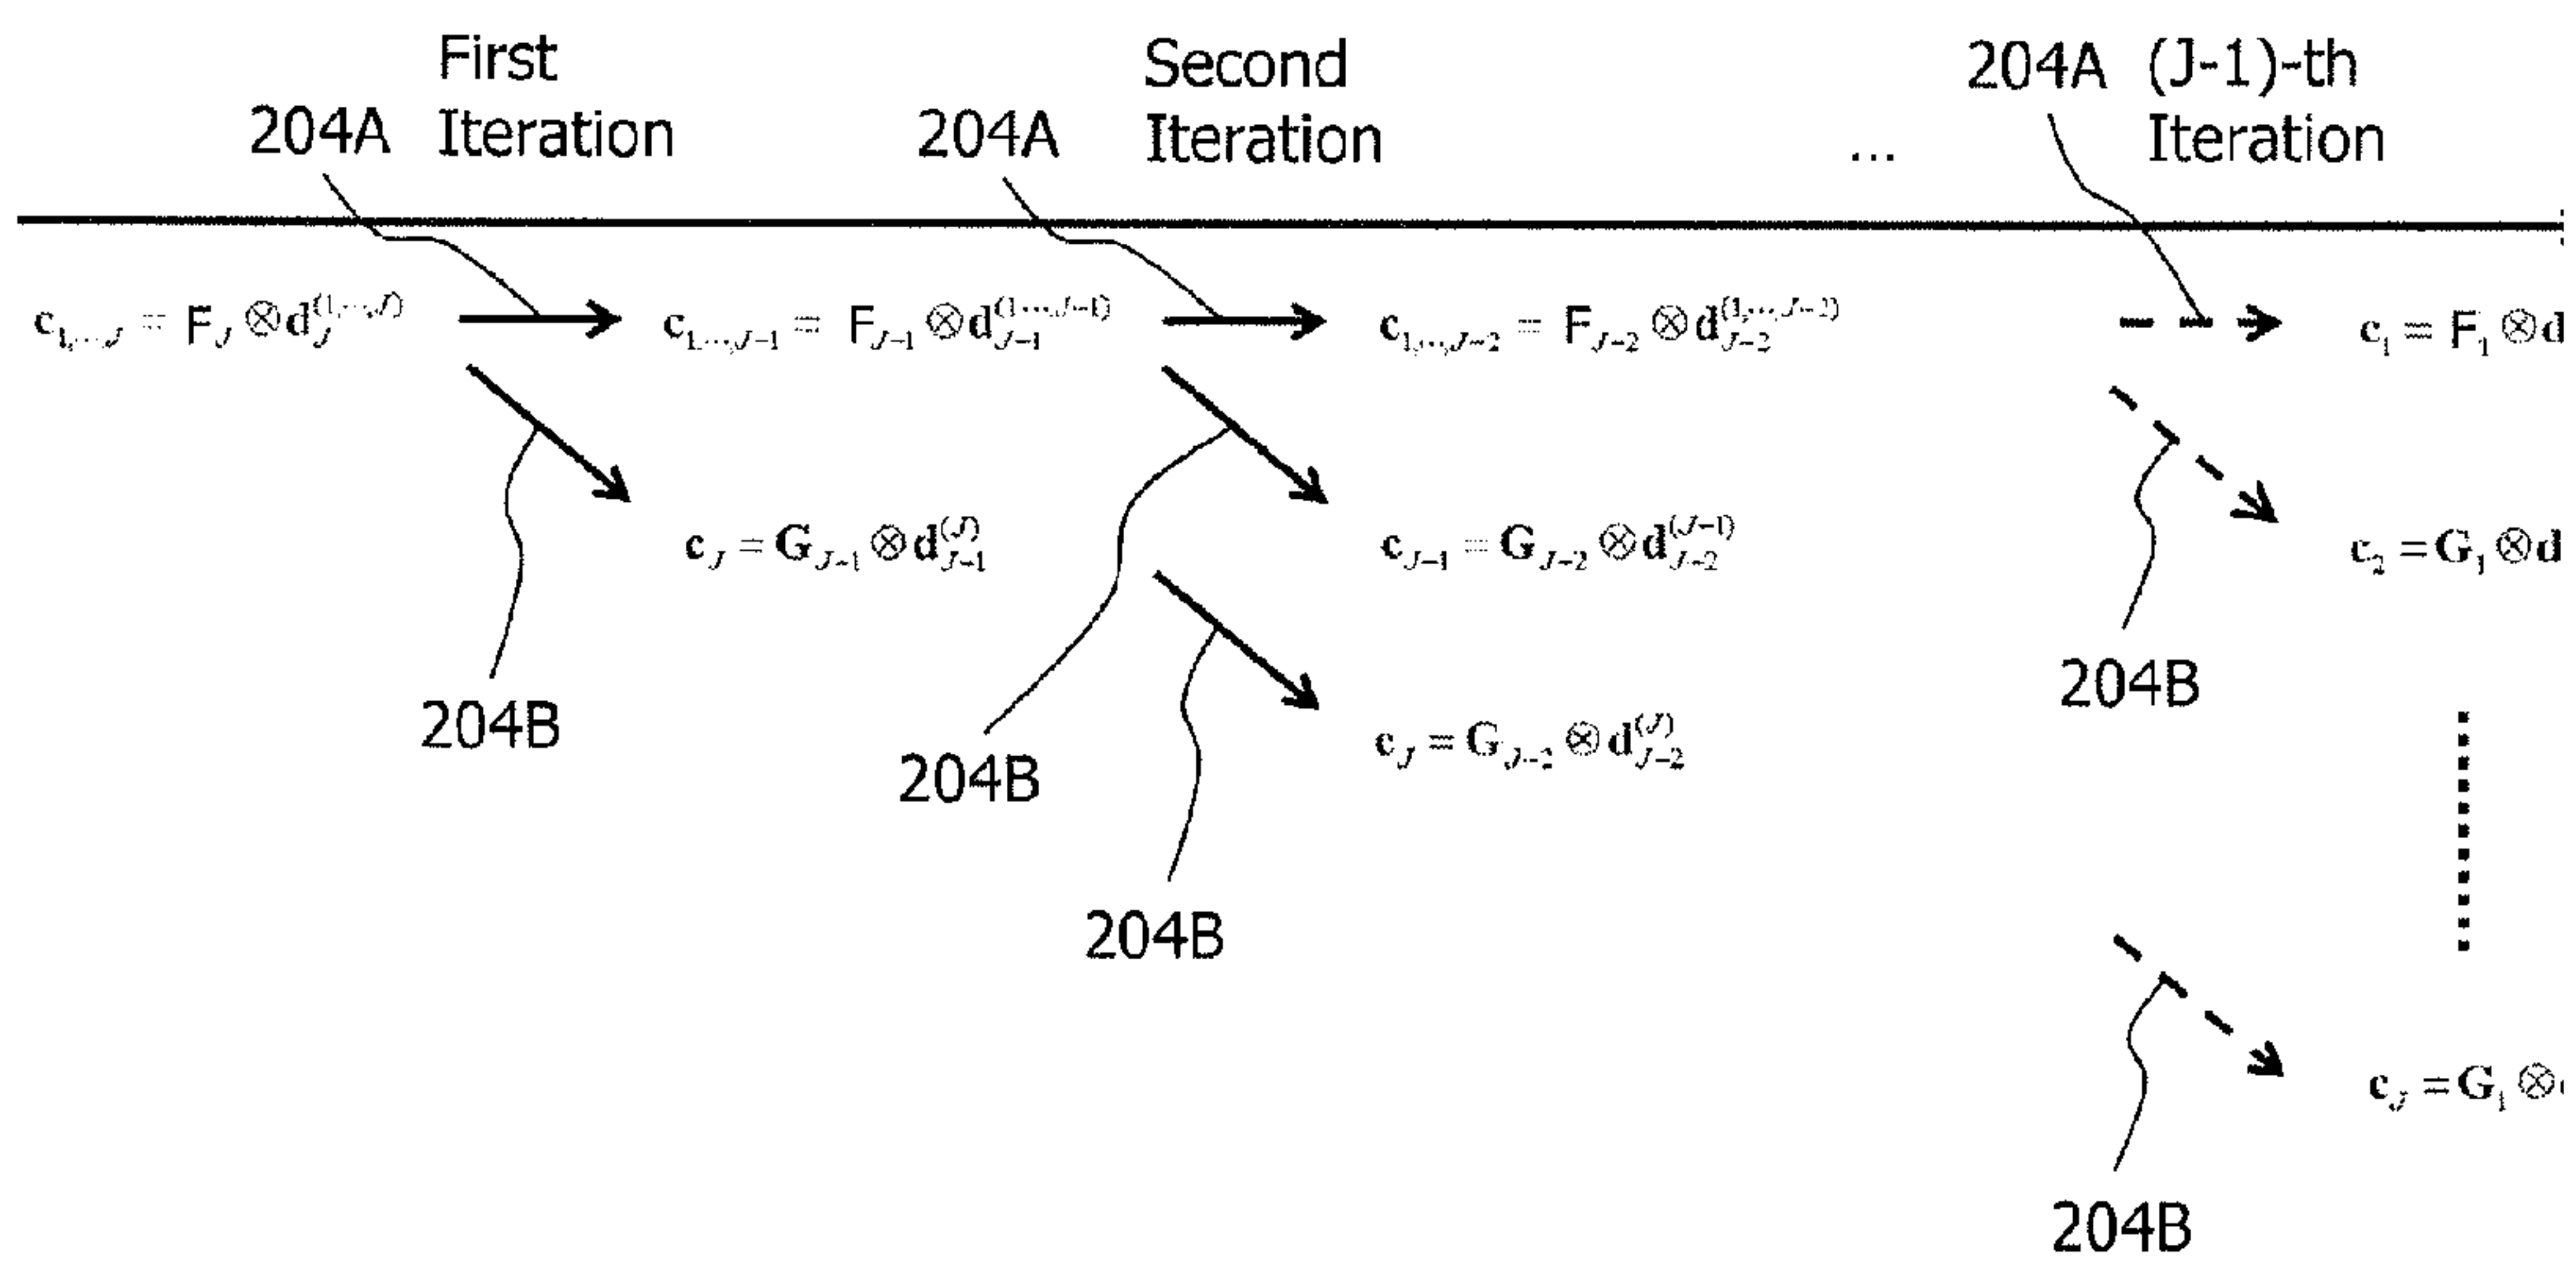 First
Iteration
204A
Second
Iteration
204A
...
204A
(J-1)-th
Iteration
c_{1,…,J} = F_J ⊗ d_J^{(1,…,J)}
c_{1,…,J-1} = F_{J-1} ⊗ d_{J-1}^{(1…,J-1)}
c_{1,…,J-2} = F_{J-2} ⊗ d_{J-2}^{(1,…,J-2)}
c_1 = F_1 ⊗ d
c_J = G_{J-1} ⊗ d_{J-1}^{(J)}
c_{J-1} = G_{J-2} ⊗ d_{J-2}^{(J-1)}
c_2 = G_1 ⊗ d
204B
204B
204B
c_J = G_{J-2} ⊗ d_{J-2}^{(J)}
204B
c_J = G_1 ⊗
204B